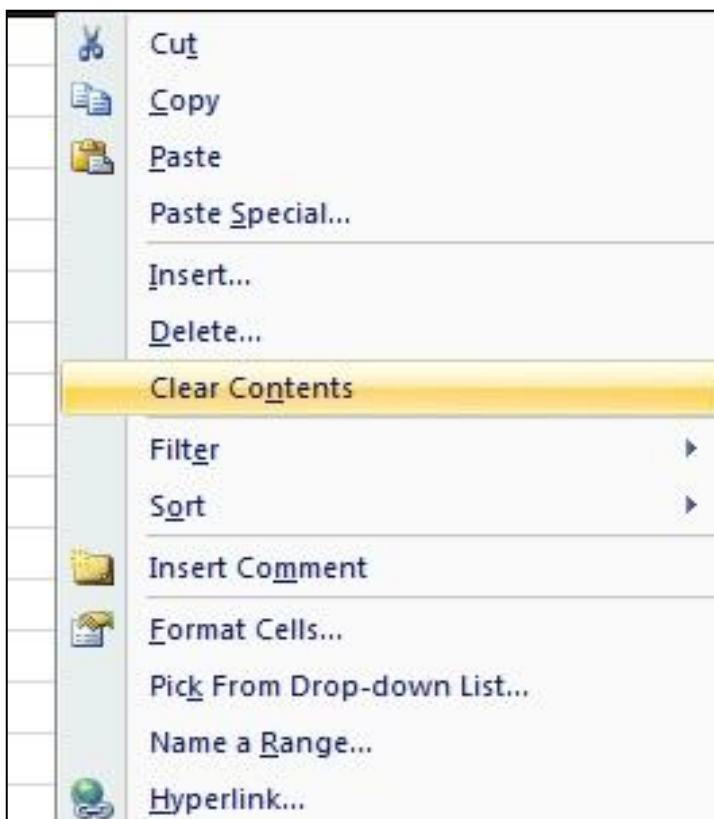 Cut
Copy
Paste
Paste Special...
Insert...
Delete...
Clear Contents
Filter
Sort
Insert Comment
Format Cells...
Pick From Drop-down List...
Name a Range...
Hyperlink...